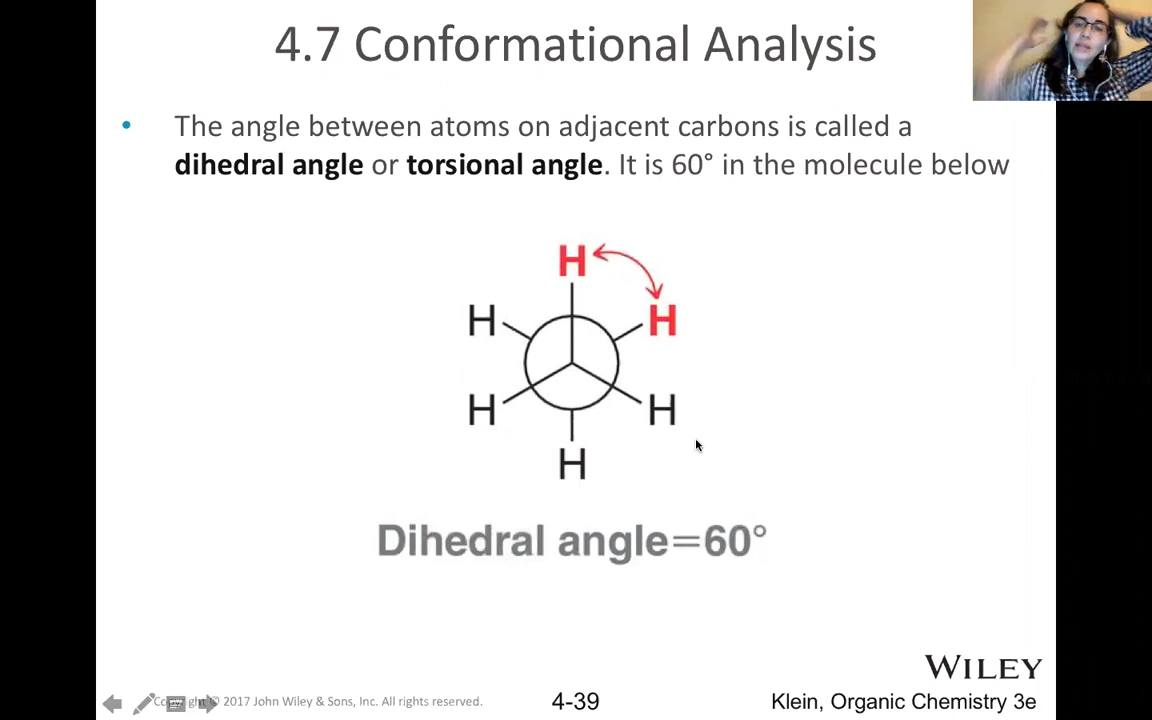 4.7 Conformational Analysis
• The angle between atoms on adjacent carbons is called a
dihedral angle or torsional angle. It is 60° in the molecule below
H
H H
H H
H
Dihedral angle=60°
WILEY
Copyright © 2017 John Wiley & Sons, Inc. All rights reserved.
4-39
Klein, Organic Chemistry 3e